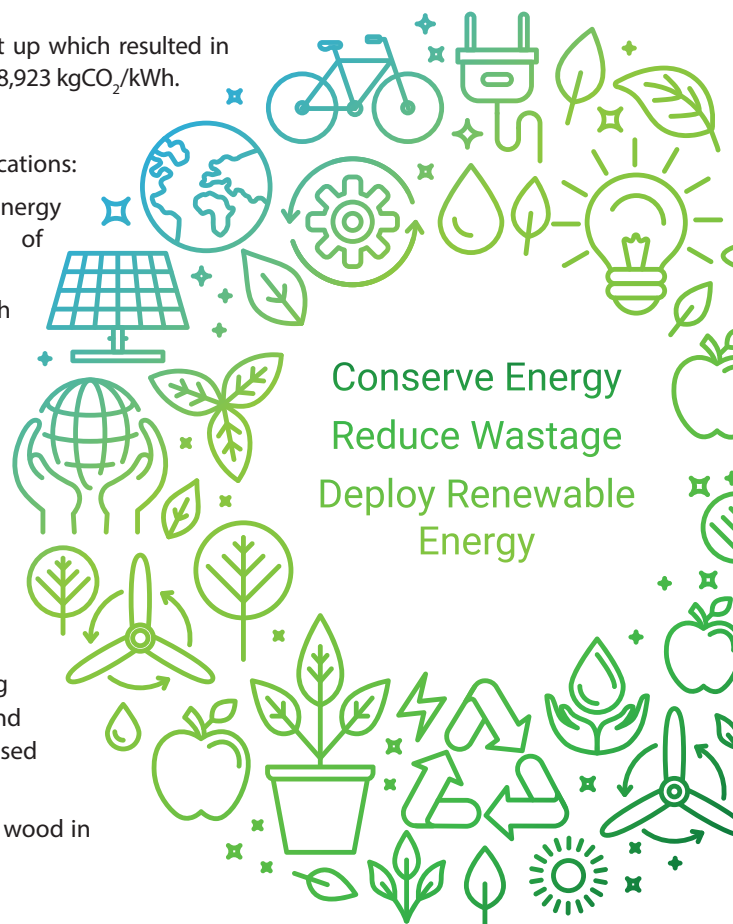 t up which resulted in
8,923 kgCO₂/kWh.
cations:
nergy
of
h
Conserve Energy
Reduce Wastage
Deploy Renewable
Energy
g
nd
sed
wood in